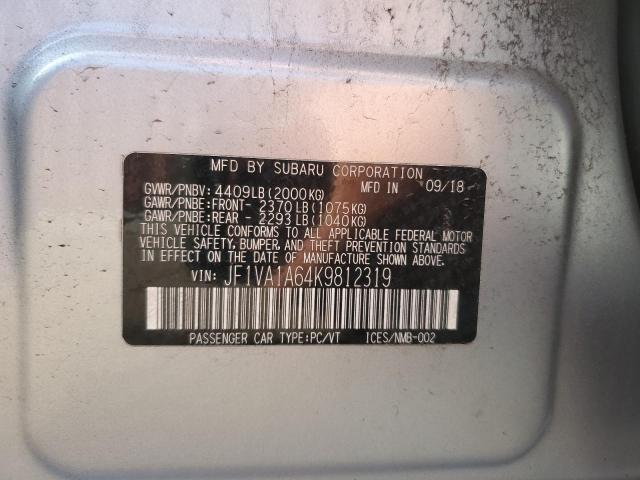 MFD BY SUBARU CORPORATION
GVWR/PNBV: 4409LB(2000KG) MFD IN 09/18
GAWR/PNBE:FRONT- 2370LB(1075KG)
GAWR/PNBE:REAR - 2293LB(1040KG)
THIS VEHICLE CONFORMS TO ALL APPLICABLE FEDERAL MOTOR
VEHICLE SAFETY, BUMPER, AND THEFT PREVENTION STANDARDS
IN EFFECT ON THE DATE OF MANUFACTURE SHOWN ABOVE.
VIN: JF1VA1A64K9812319
PASSENGER CAR TYPE:PC/VT ICES/NMB-002